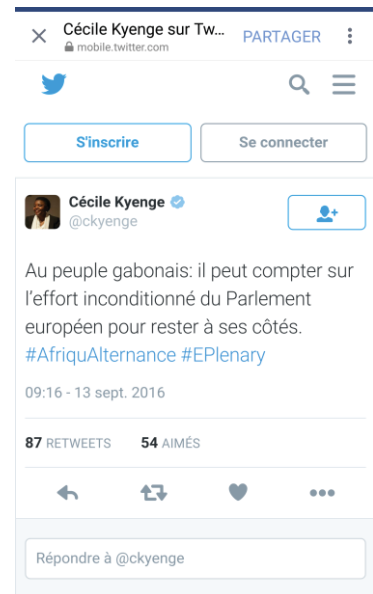 Cécile Kyenge sur Tw...
PARTAGER
mobile.twitter.com
S'inscrire
Se connecter
Cécile Kyenge
@ckyenge
Au peuple gabonais: il peut compter sur
l'effort inconditionné du Parlement
européen pour rester à ses côtés.
#AfriquAlternance #EPlenary
09:16 - 13 sept. 2016
87 RETWEETS 54 AIMÉS
Répondre à @ckyenge